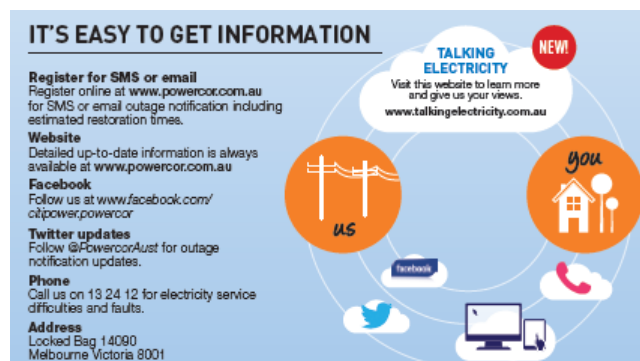 IT'S EASY TO GET INFORMATION
Register for SMS or email
Register online at www.powercor.com.au
for SMS or email outage notification including
estimated restoration times.
Website
Detailed up-to-date information is always
available at www.powercor.com.au
Facebook
Follow us at www.facebook.com/
citipower.powercor
Twitter updates
Follow @PowercorAust for outage
notification updates.
Phone
Call us on 13 24 12 for electricity service
difficulties and faults.
Address
Locked Bag 14090
Melbourne Victoria 8001
TALKING
ELECTRICITY
Visit this website to learn more
and give us your views.
www.talkingelectricity.com.au
NEW!
us
you
facebook